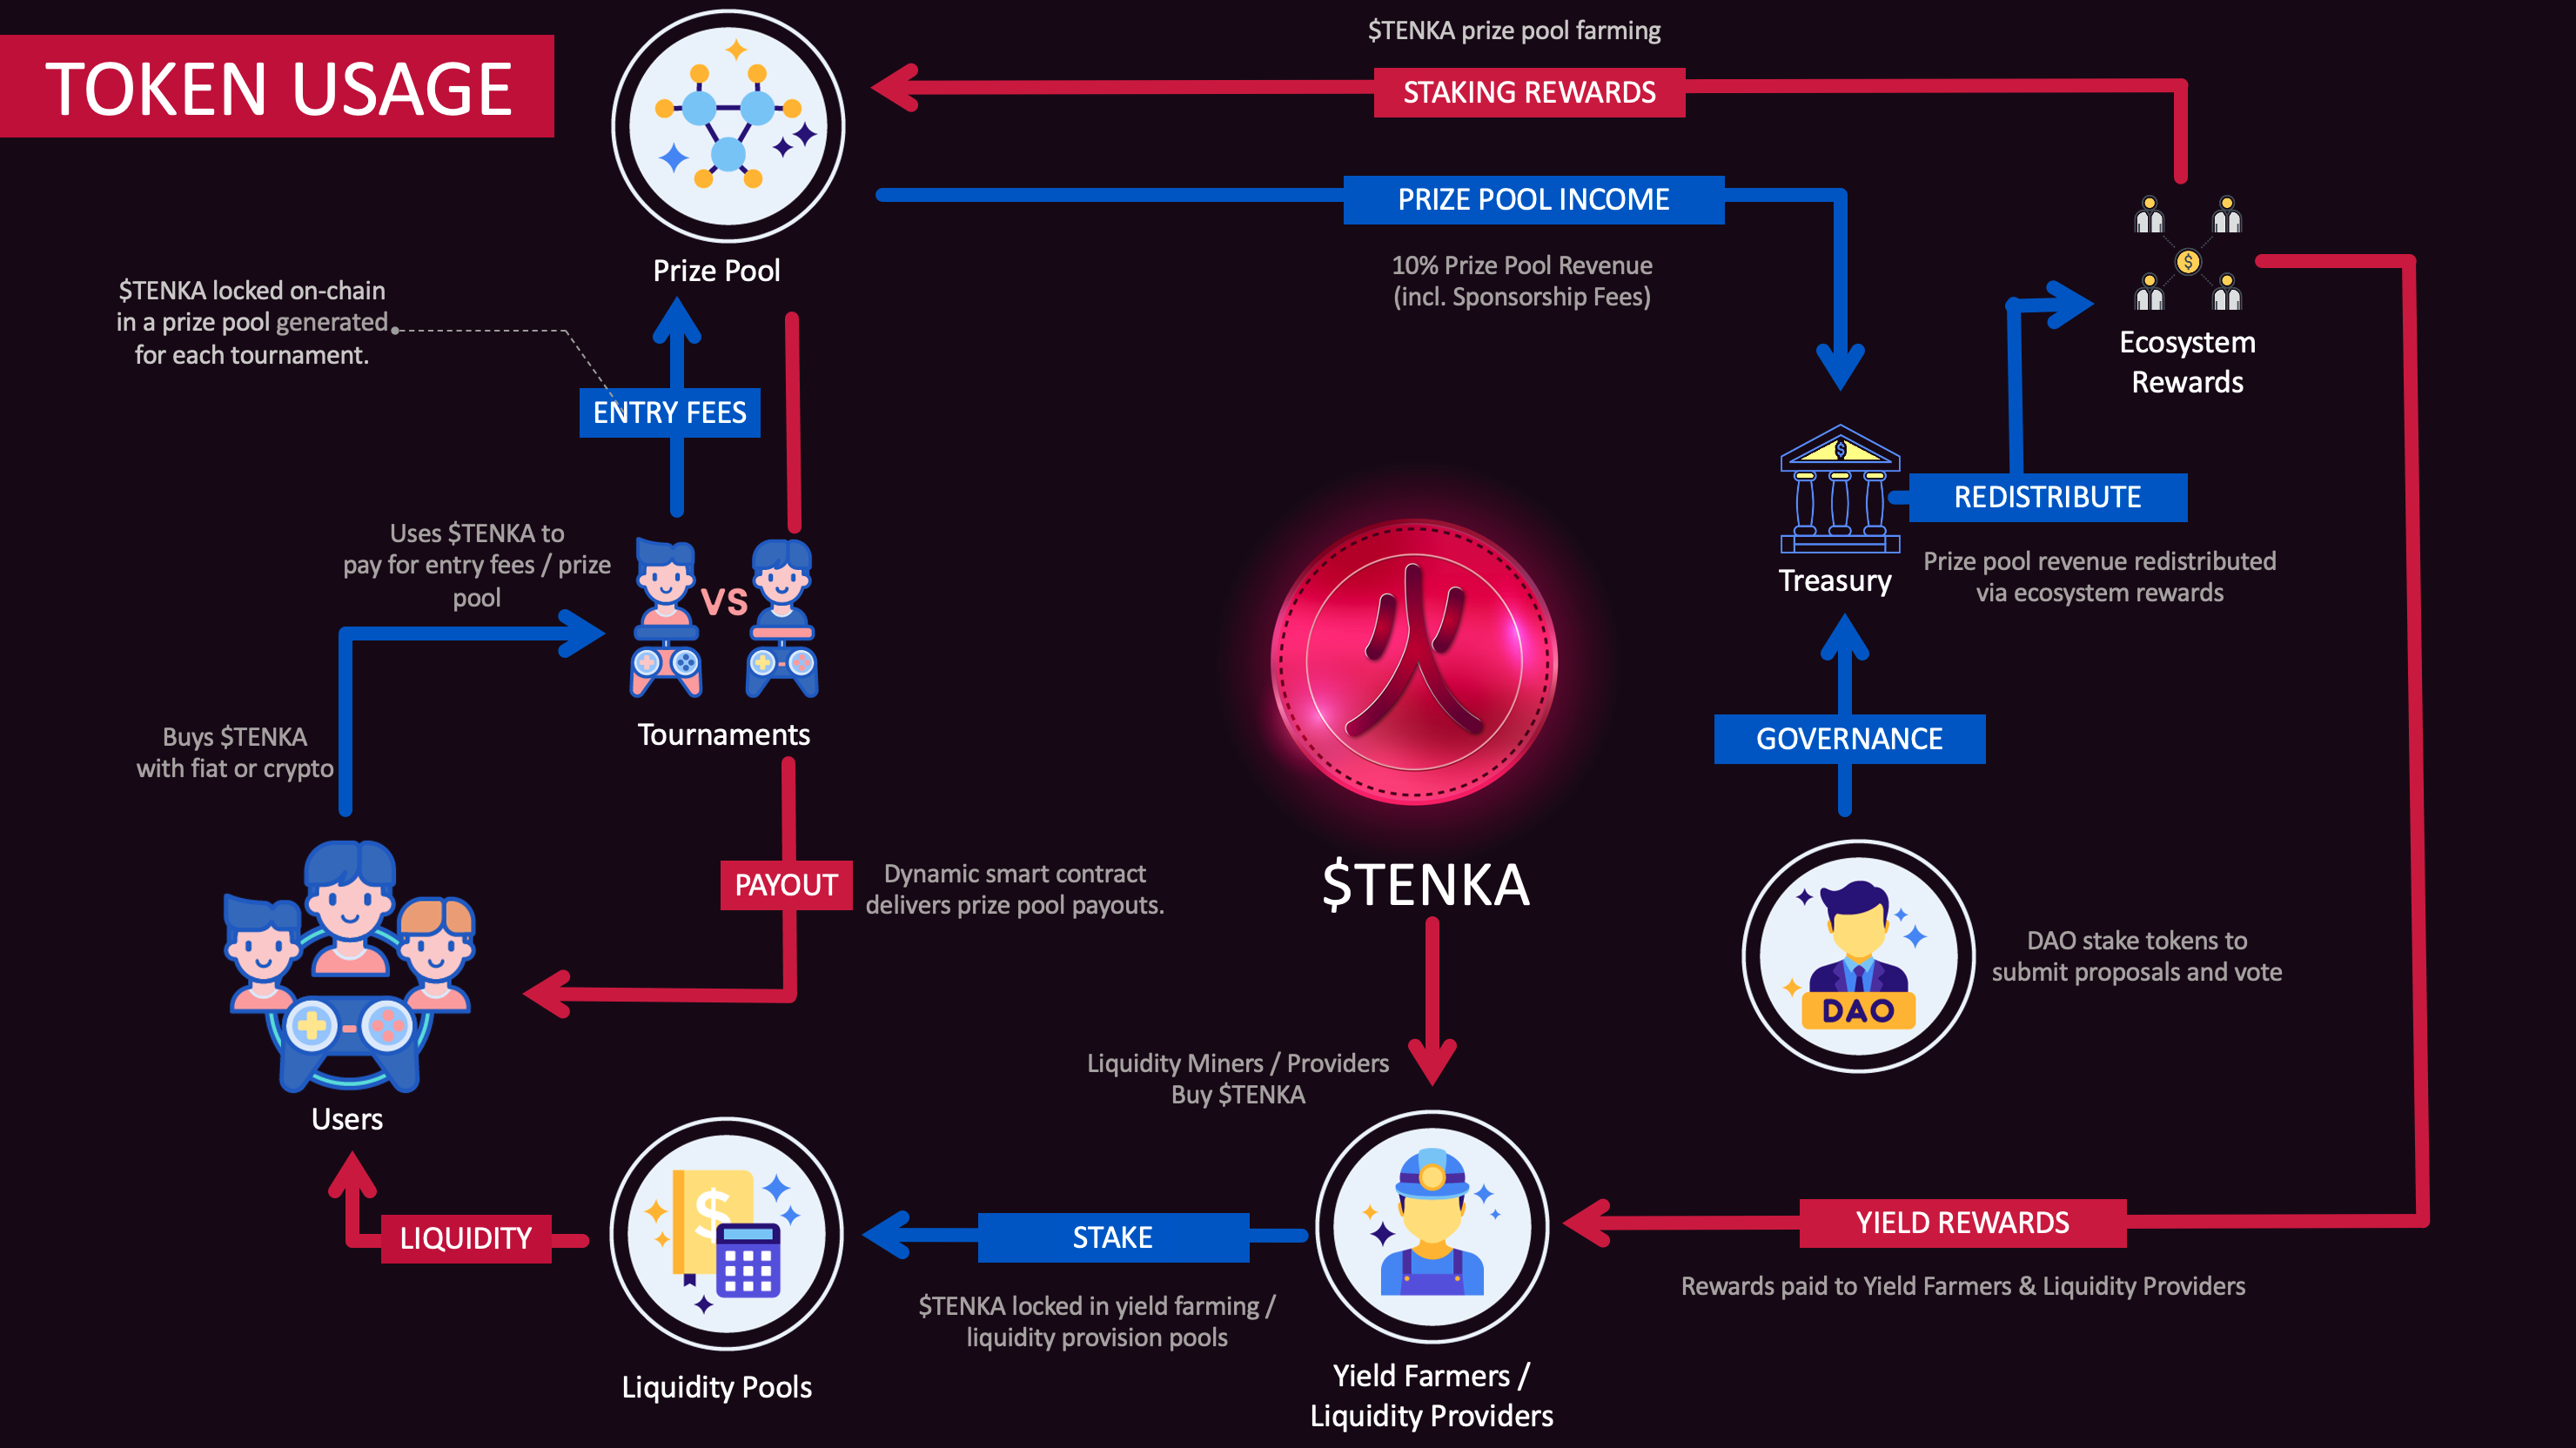 TOKEN USAGE
$TENKA prize pool farming
STAKING REWARDS
PRIZE POOL INCOME
10% Prize Pool Revenue
(incl. Sponsorship Fees)
Prize Pool
$TENKA locked on-chain
in a prize pool generated
for each tournament.
ENTRY FEES
$
Ecosystem
Rewards
$
Treasury
REDISTRIBUTE
Prize pool revenue redistributed
via ecosystem rewards
Uses $TENKA to
pay for entry fees / prize
pool
VS
Tournaments
Buys $TENKA
with fiat or crypto
火
GOVERNANCE
PAYOUT
Dynamic smart contract
delivers prize pool payouts.
$TENKA
DAO
DAO stake tokens to
submit proposals and vote
Users
Liquidity Miners / Providers
Buy $TENKA
LIQUIDITY
$
Liquidity Pools
STAKE
$TENKA locked in yield farming /
liquidity provision pools
Yield Farmers /
Liquidity Providers
YIELD REWARDS
Rewards paid to Yield Farmers & Liquidity Providers